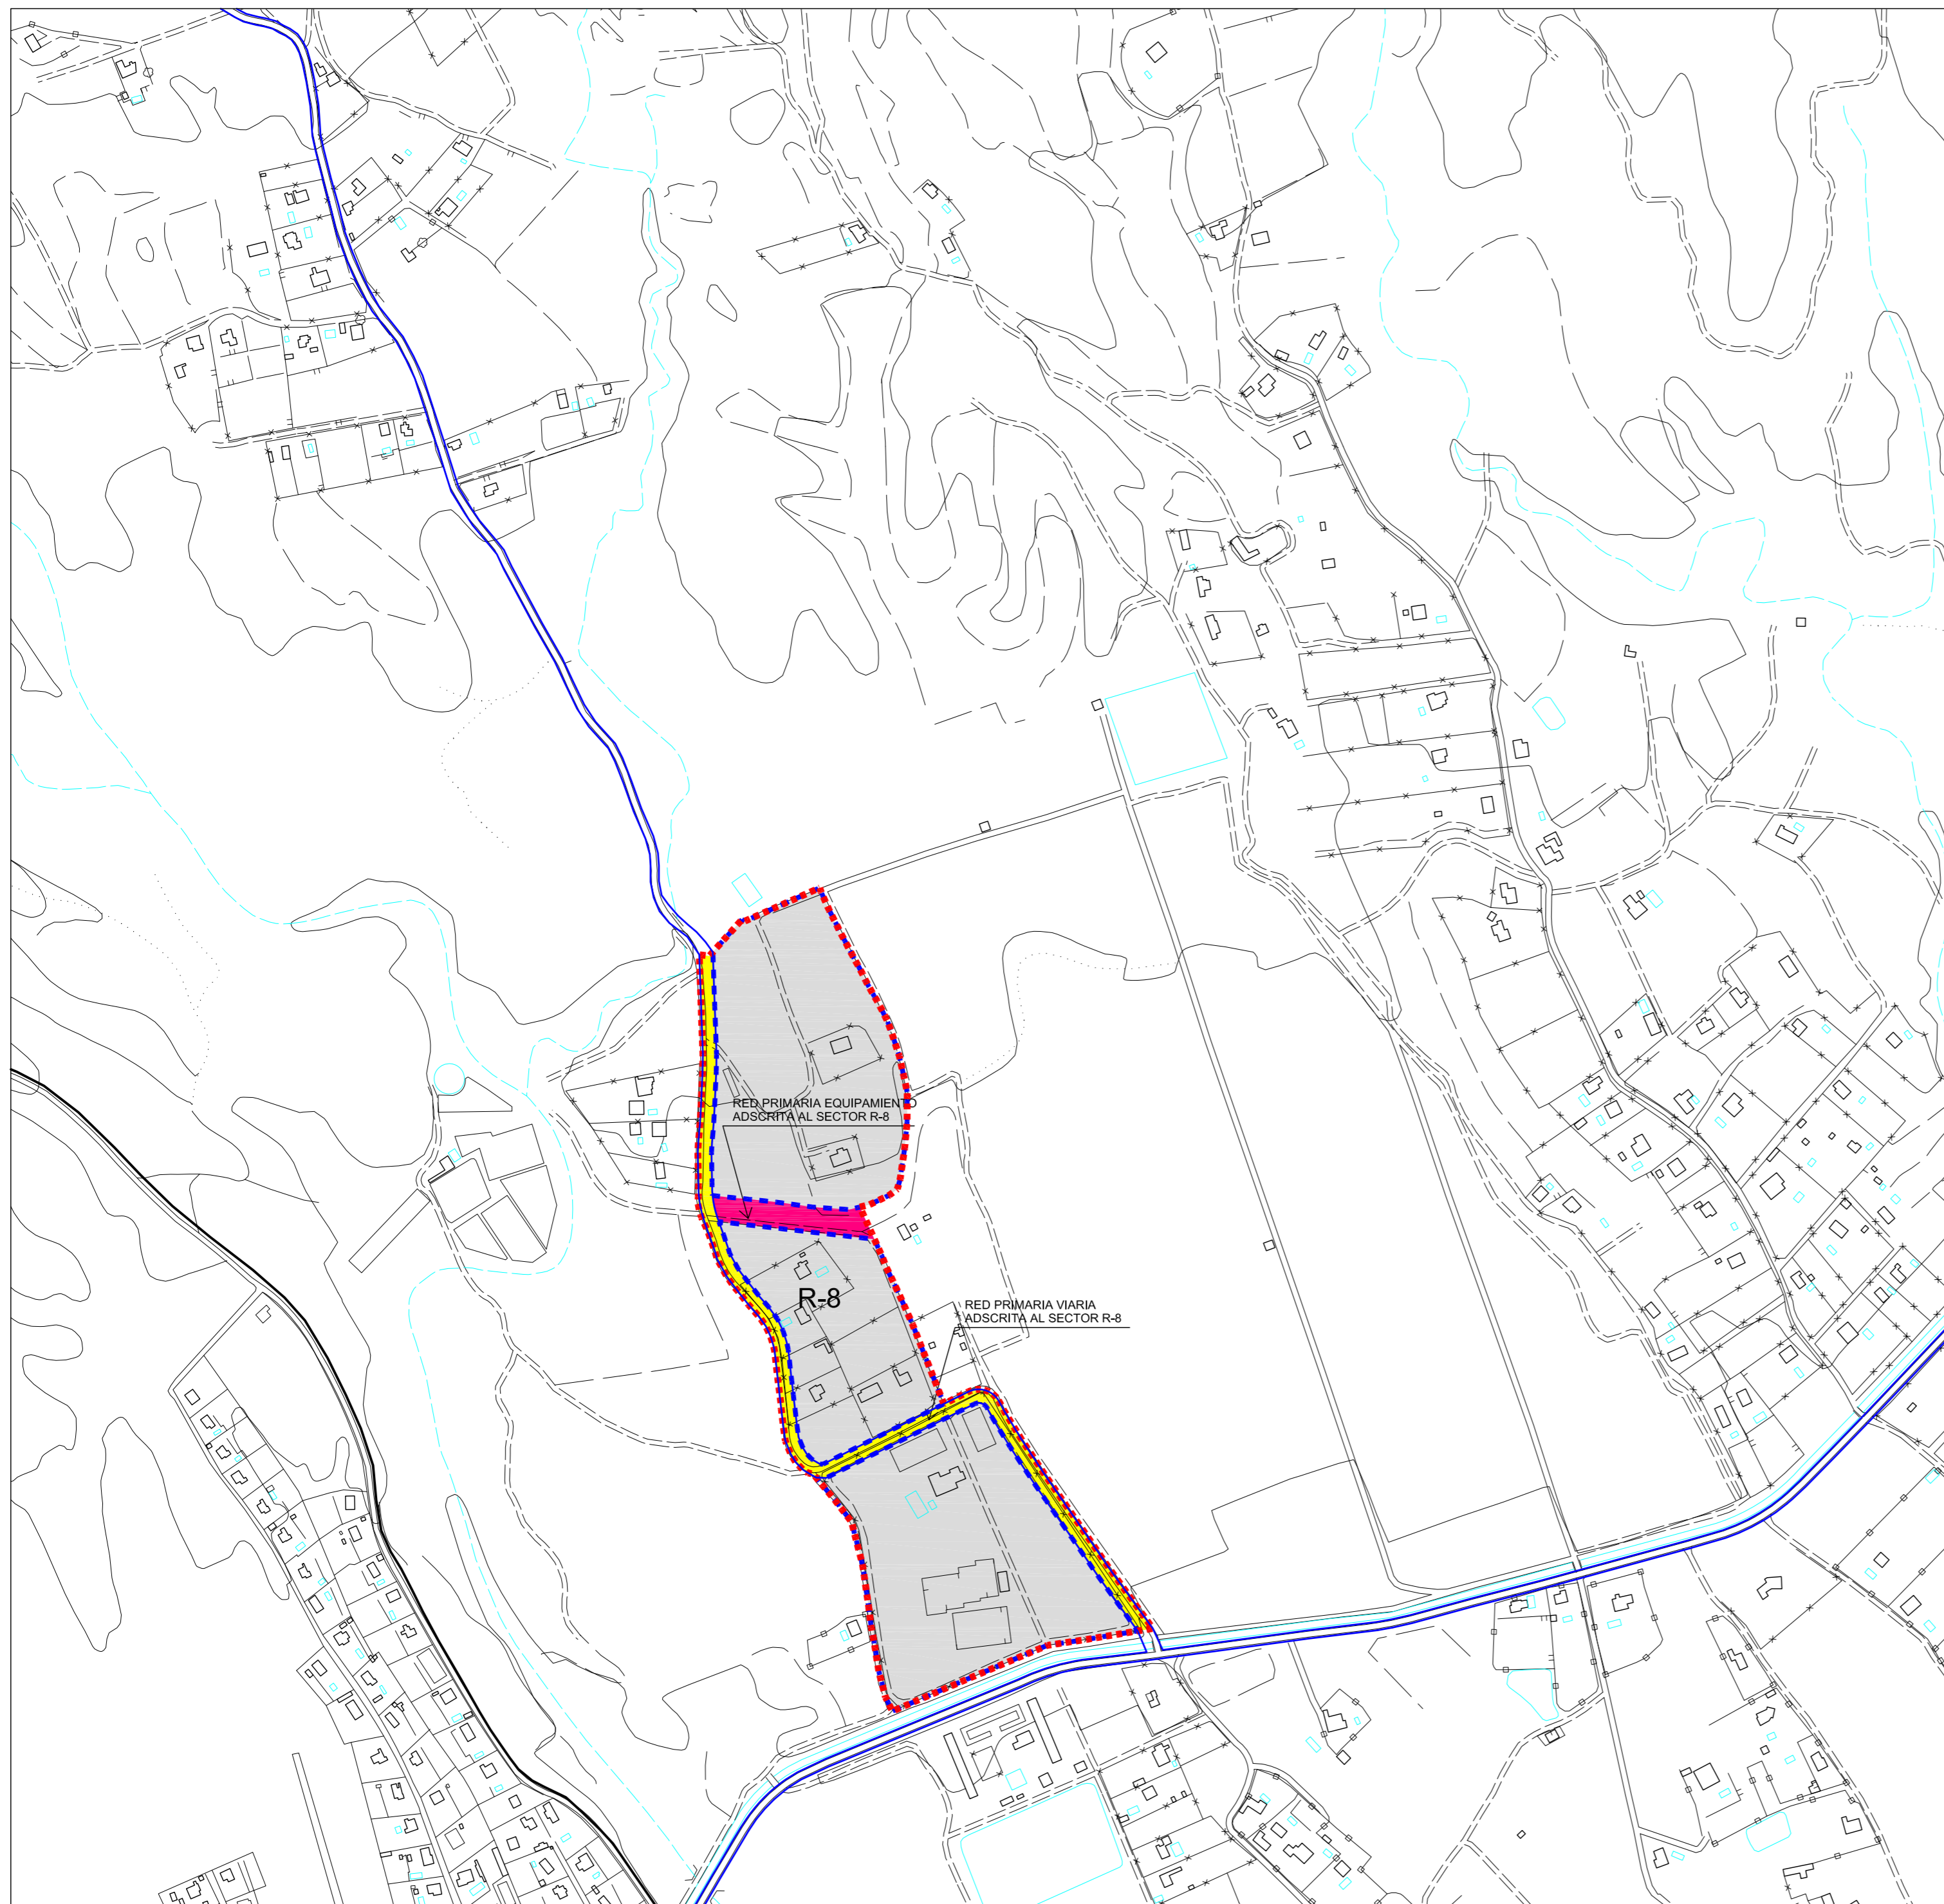 RED PRIMARIA EQUIPAMIENTO
ADSCRITA AL SECTOR R-8
R-8
RED PRIMARIA VIARIA
ADSCRITA AL SECTOR R-8